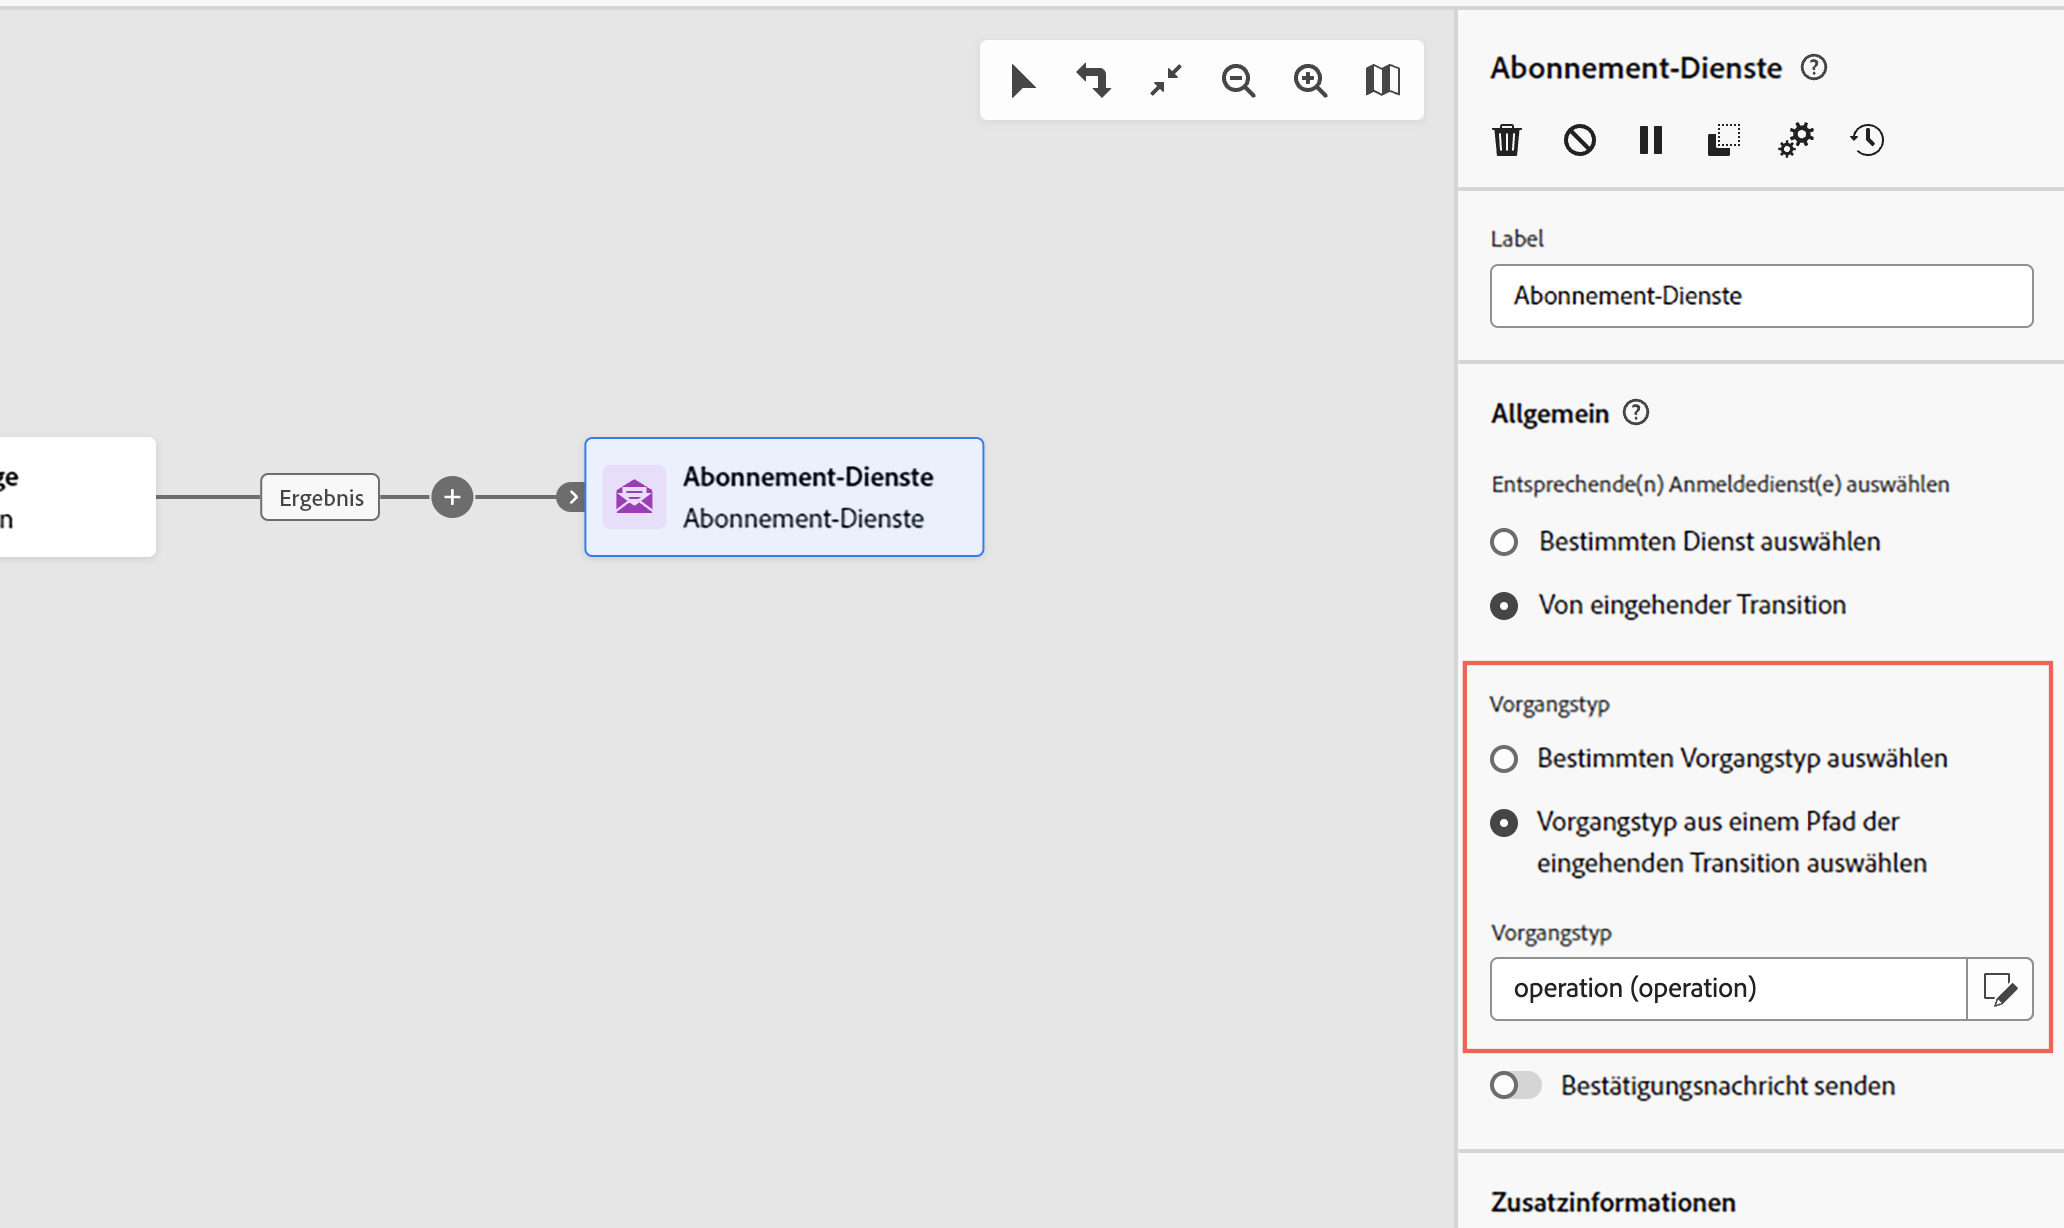 Abonnement-Dienste
Label
Abonnement-Dienste
Allgemein
Entsprechende(n) Anmeldedienst(e) auswählen
Bestimmten Dienst auswählen
Von eingehender Transition
Vorgangstyp
Bestimmten Vorgangstyp auswählen
Vorgangstyp aus einem Pfad der
eingehenden Transition auswählen
Vorgangstyp
operation (operation)
Bestätigungsnachricht senden
Zusatzinformationen
Ergebnis
Abonnement-Dienste
Abonnement-Dienste